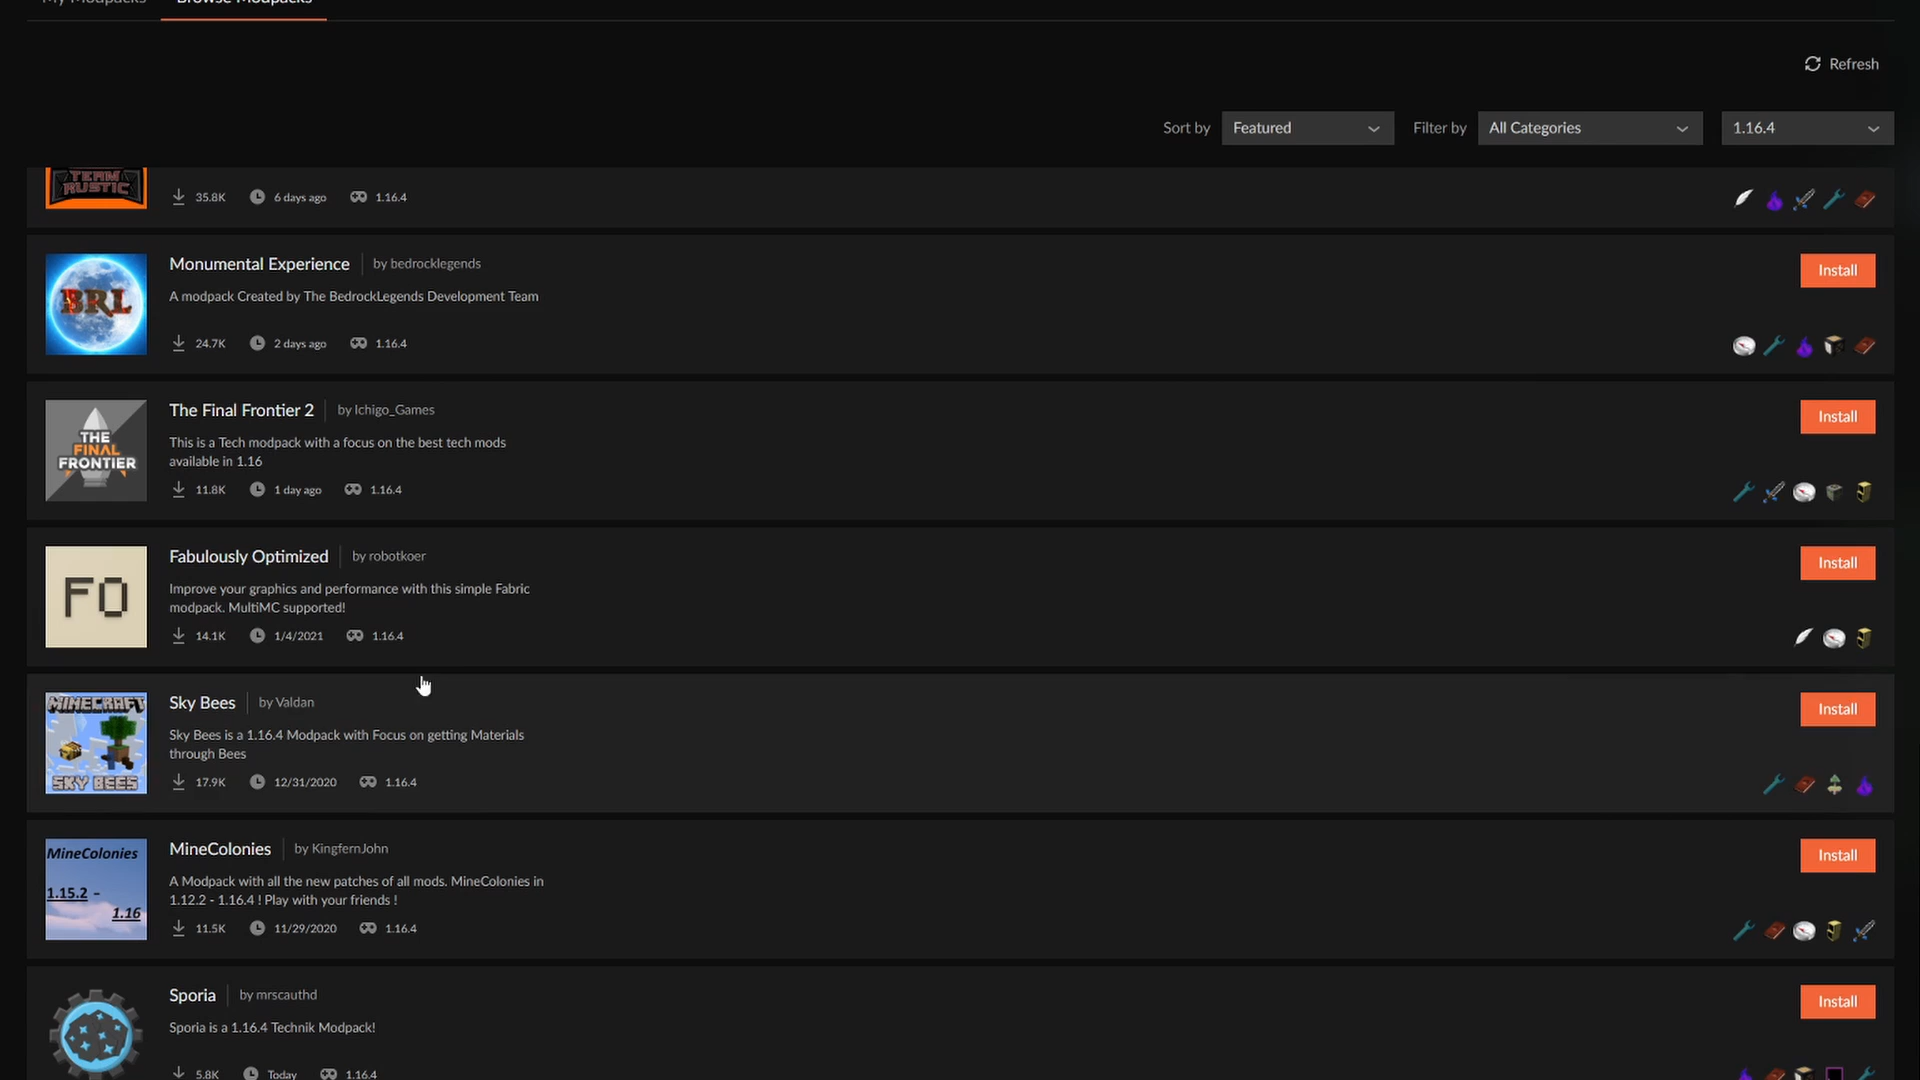 My Modpacks Browse Modpacks
Refresh
Sort by Featured Filter by All Categories 1.16.4
TEAM
RUSTIC
35.8K 6 days ago 1.16.4
BRL
Monumental Experience by bedrocklegends
Install
A modpack Created by The BedrockLegends Development Team
24.7K 2 days ago 1.16.4
THE
FINAL
FRONTIER
The Final Frontier 2 by Ichigo_Games
Install
This is a Tech modpack with a focus on the best tech mods
available in 1.16
11.8K 1 day ago 1.16.4
FO
Fabulously Optimized by robotkoer
Install
Improve your graphics and performance with this simple Fabric
modpack. MultiMC supported!
14.1K 1/4/2021 1.16.4
MINECRAFT
SKY BEES
Sky Bees by Valdan
Install
Sky Bees is a 1.16.4 Modpack with Focus on getting Materials
through Bees
17.9K 12/31/2020 1.16.4
MineColonies
1.15.2 -
1.16
MineColonies by KingfernJohn
Install
A Modpack with all the new patches of all mods. MineColonies in
1.12.2 - 1.16.4 ! Play with your friends !
11.5K 11/29/2020 1.16.4
Sporia by mrscauthd
Install
Sporia is a 1.16.4 Technik Modpack!
5.8K Today 1.16.4